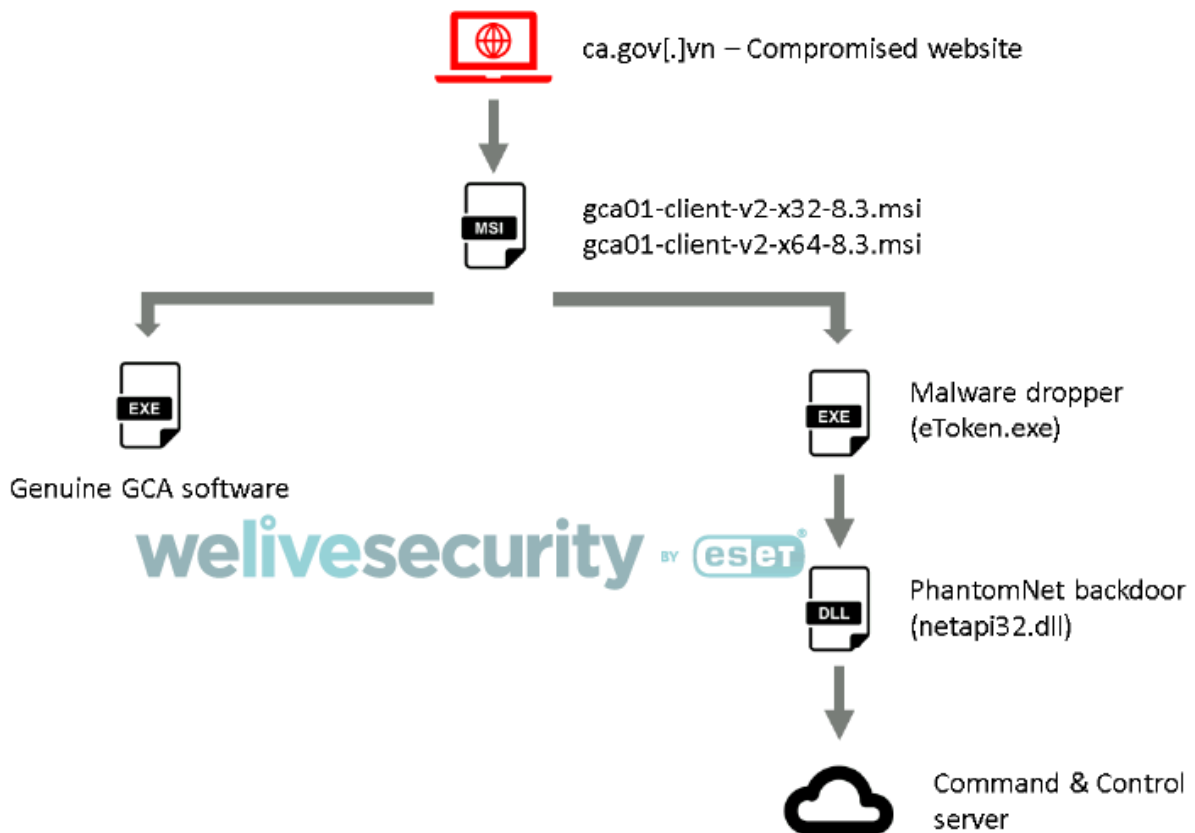 ca.gov[.]vn – Compromised website
MSI
gca01-client-v2-x32-8.3.msi
gca01-client-v2-x64-8.3.msi
EXE
Genuine GCA software
EXE
Malware dropper
(eToken.exe)
welivesecurity BY eseT®
DLL
PhantomNet backdoor
(netapi32.dll)
Command & Control
server